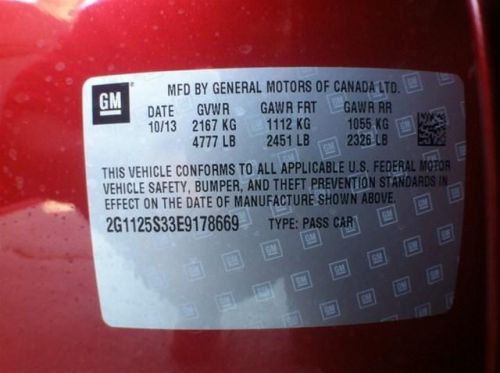 GM
MFD BY GENERAL MOTORS OF CANADA LTD.
DATE GVWR GAWR FRT GAWR RR
10/13 2167 KG 1112 KG 1055 KG
4777 LB 2451 LB 2326 LB
THIS VEHICLE CONFORMS TO ALL APPLICABLE U.S. FEDERAL MOTOR
VEHICLE SAFETY, BUMPER, AND THEFT PREVENTION STANDARDS IN
EFFECT ON THE DATE OF MANUFACTURE SHOWN ABOVE.
2G1125S33E9178669 TYPE: PASS CAR